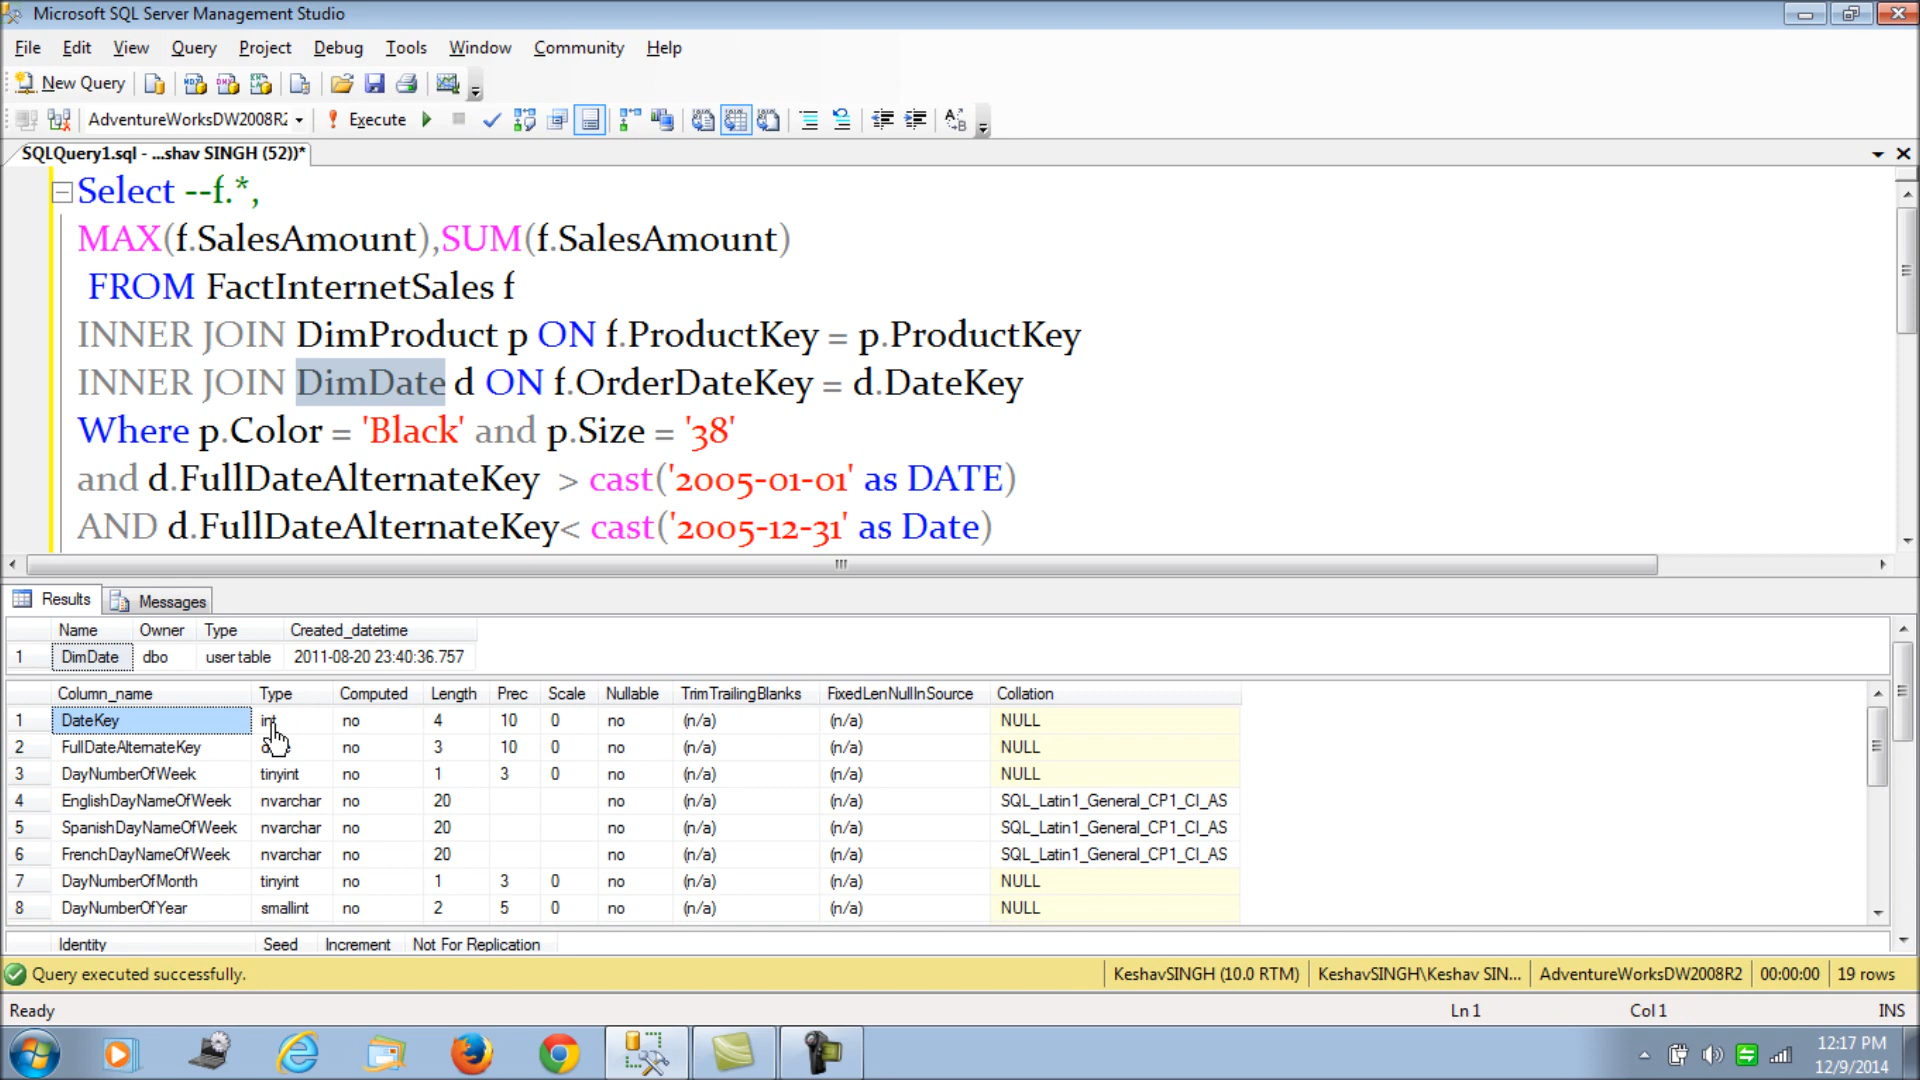 Microsoft SQL Server Management Studio
File Edit View Query Project Debug Tools Window Community Help
New Query
AdventureWorksDW2008R2 Execute
SQLQuery1.sql - ...shav SINGH (52))*
Select --f.*,
MAX(f.SalesAmount),SUM(f.SalesAmount)
FROM FactInternetSales f
INNER JOIN DimProduct p ON f.ProductKey = p.ProductKey
INNER JOIN DimDate d ON f.OrderDateKey = d.DateKey
Where p.Color = 'Black' and p.Size = '38'
and d.FullDateAlternateKey > cast('2005-01-01' as DATE)
AND d.FullDateAlternateKey< cast('2005-12-31' as Date)
Results Messages
Name Owner Type Created_datetime
1 DimDate dbo user table 2011-08-20 23:40:36.757
Column_name Type Computed Length Prec Scale Nullable TrimTrailingBlanks FixedLenNullInSource Collation
1 DateKey int no 4 10 0 no (n/a) (n/a) NULL
2 FullDateAlternateKey no 3 10 0 no (n/a) (n/a) NULL
3 DayNumberOfWeek tinyint no 1 3 0 no (n/a) (n/a) NULL
4 EnglishDayNameOfWeek nvarchar no 20 no (n/a) (n/a) SQL_Latin1_General_CP1_CI_AS
5 SpanishDayNameOfWeek nvarchar no 20 no (n/a) (n/a) SQL_Latin1_General_CP1_CI_AS
6 FrenchDayNameOfWeek nvarchar no 20 no (n/a) (n/a) SQL_Latin1_General_CP1_CI_AS
7 DayNumberOfMonth tinyint no 1 3 0 no (n/a) (n/a) NULL
8 DayNumberOfYear smallint no 2 5 0 no (n/a) (n/a) NULL
Identity Seed Increment Not For Replication
Query executed successfully. KeshavSINGH (10.0 RTM) KeshavSINGH\Keshav SIN... AdventureWorksDW2008R2 00:00:00 19 rows
Ready Ln 1 Col 1 INS
12:17 PM
12/9/2014